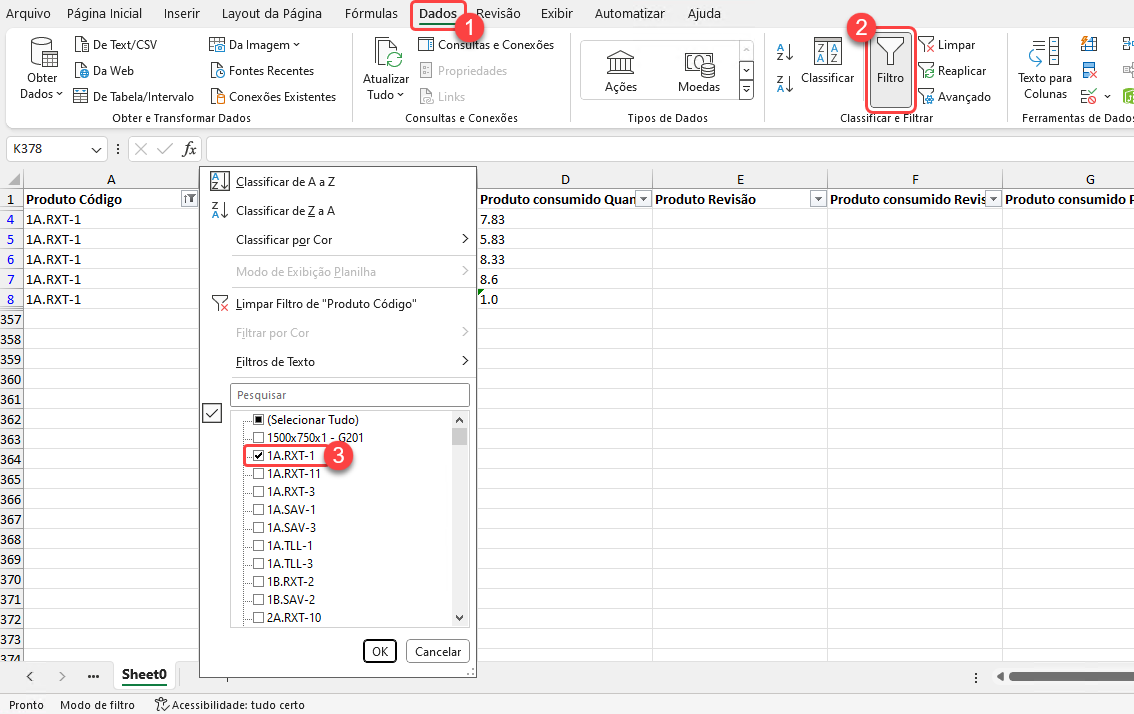 Arquivo Página Inicial Inserir Layout da Página Fórmulas Dados Revisão Exibir Automatizar Ajuda
1
2
Obter Dados
De Text/CSV
Da Web
De Tabela/Intervalo
Da Imagem
Fontes Recentes
Conexões Existentes
Obter e Transformar Dados
Atualizar Tudo
Consultas e Conexões
Propriedades
Links
Consultas e Conexões
Ações
Moedas
Tipos de Dados
Classificar
Filtro
Limpar
Reaplicar
Avançado
Classificar e Filtrar
Texto para Colunas
Ferramentas de Dados
K378
fx
A D E F G
1 Produto Código Produto consumido Quan Produto Revisão Produto consumido Revis Produto consumido P
4 1A.RXT-1 7.83
5 1A.RXT-1 5.83
6 1A.RXT-1 8.33
7 1A.RXT-1 8.6
8 1A.RXT-1 1.0
357
358
359
360
361
362
363
364
365
366
367
368
369
370
371
372
373
374
Classificar de A a Z
Classificar de Z a A
Classificar por Cor
Modo de Exibição Planilha
Limpar Filtro de "Produto Código"
Filtrar por Cor
Filtros de Texto
Pesquisar
(Selecionar Tudo)
1500x750x1 - G201
1A.RXT-1
3
1A.RXT-11
1A.RXT-3
1A.SAV-1
1A.SAV-3
1A.TLL-1
1A.TLL-3
1B.RXT-2
1B.SAV-2
2A.RXT-10
OK Cancelar
Sheet0
Pronto Modo de filtro Acessibilidade: tudo certo